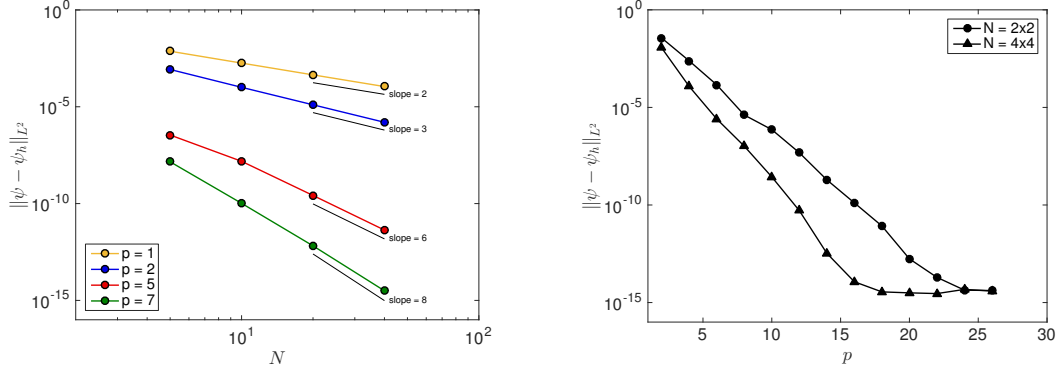 10^0
10^{-5}
10^{-10}
10^{-15}
||ψ − ψ_h||_{L^2}
slope = 2
slope = 3
slope = 6
slope = 8
p = 1
p = 2
p = 5
p = 7
10^1
10^2
N
10^0
10^{-5}
10^{-10}
10^{-15}
||ψ − ψ_h||_{L^2}
N = 2x2
N = 4x4
5
10
15
20
25
30
p